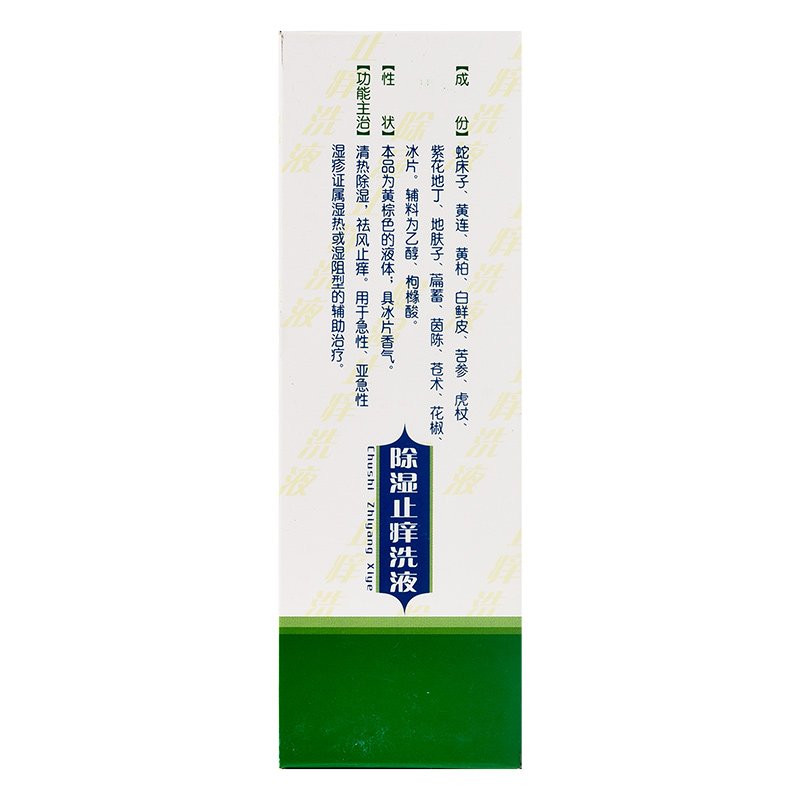 【成份】蛇床子、黄连、黄柏、白鲜皮、苦参、虎杖、
紫花地丁、地肤子、萹蓄、茵陈、苍术、花椒、
冰片。辅料为乙醇、枸橼酸。
【性状】本品为黄棕色的液体；具冰片香气。
【功能主治】清热除湿，祛风止痒。用于急性、亚急性
湿疹证属湿热或湿阻型的辅助治疗。
除湿止痒洗液
Chushi Zhiyang Xiye